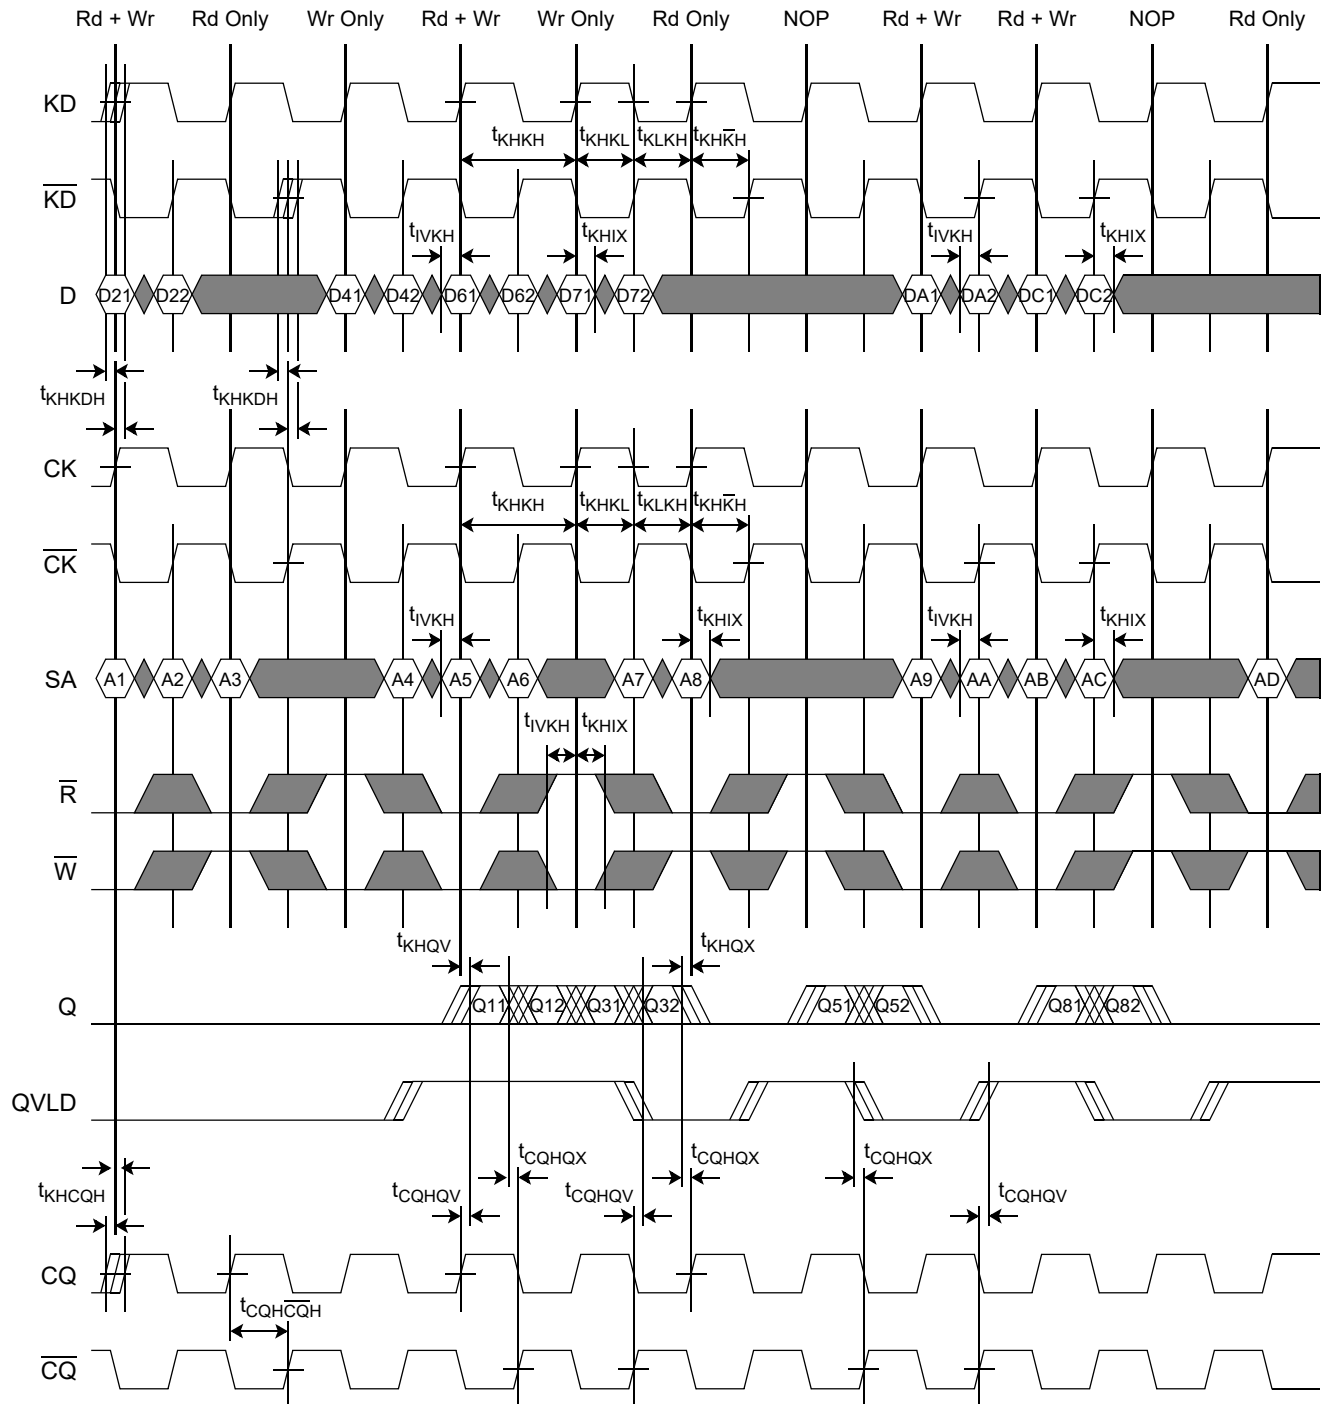 Rd + Wr Rd Only Wr Only Rd + Wr Wr Only Rd Only NOP Rd + Wr Rd + Wr NOP Rd Only
KD
tKHKH tKHKL tKLKH tKHK̅H
K̅D̅
tIVKH tKHIX tIVKH tKHIX
D D21 D22 D41 D42 D61 D62 D71 D72 DA1 DA2 DC1 DC2
tKHKDH tKHKDH
CK
tKHKH tKHKL tKLKH tKHK̅H
C̅K̅
tIVKH tKHIX tIVKH tKHIX
SA A1 A2 A3 A4 A5 A6 A7 A8 A9 AA AB AC AD
tIVKH tKHIX
R̅
W̅
tKHQV tKHQX
Q Q11 Q12 Q31 Q32 Q51 Q52 Q81 Q82
QVLD
tCQHQX tCQHQX tCQHQX
tKHCQH tCQHQV tCQHQV tCQHQV
CQ
tCQHC̅Q̅H
C̅Q̅